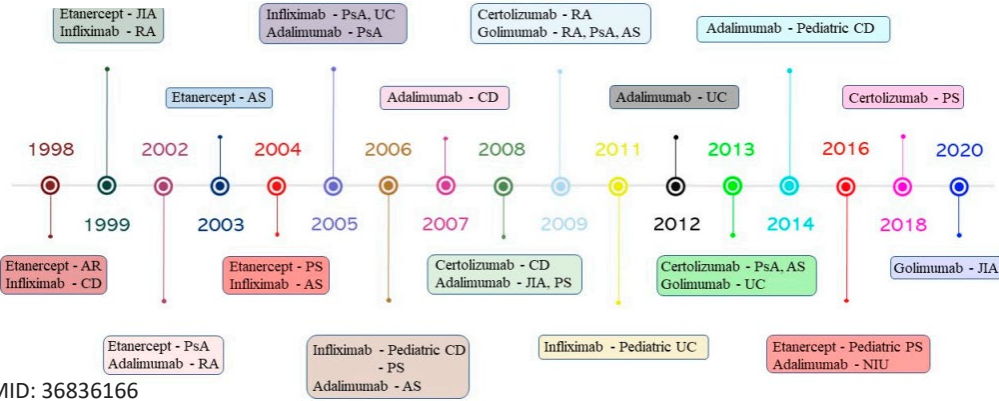 Etanercept - JIA
Infliximab - RA
Infliximab - PsA, UC
Adalimumab - PsA
Certolizumab - RA
Golimumab - RA, PsA, AS
Adalimumab - Pediatric CD
Etanercept - AS
Adalimumab - CD
Adalimumab - UC
Certolizumab - PS
1998
2002
2004
2006
2008
2011
2013
2016
2020
1999
2003
2005
2007
2009
2012
2014
2018
Etanercept - AR
Infliximab - CD
Etanercept - PS
Infliximab - AS
Certolizumab - CD
Adalimumab - JIA, PS
Certolizumab - PsA, AS
Golimumab - UC
Golimumab - JIA
Etanercept - PsA
Adalimumab - RA
Infliximab - Pediatric CD
- PS
Adalimumab - AS
Infliximab - Pediatric UC
Etanercept - Pediatric PS
Adalimumab - NIU
MID: 36836166